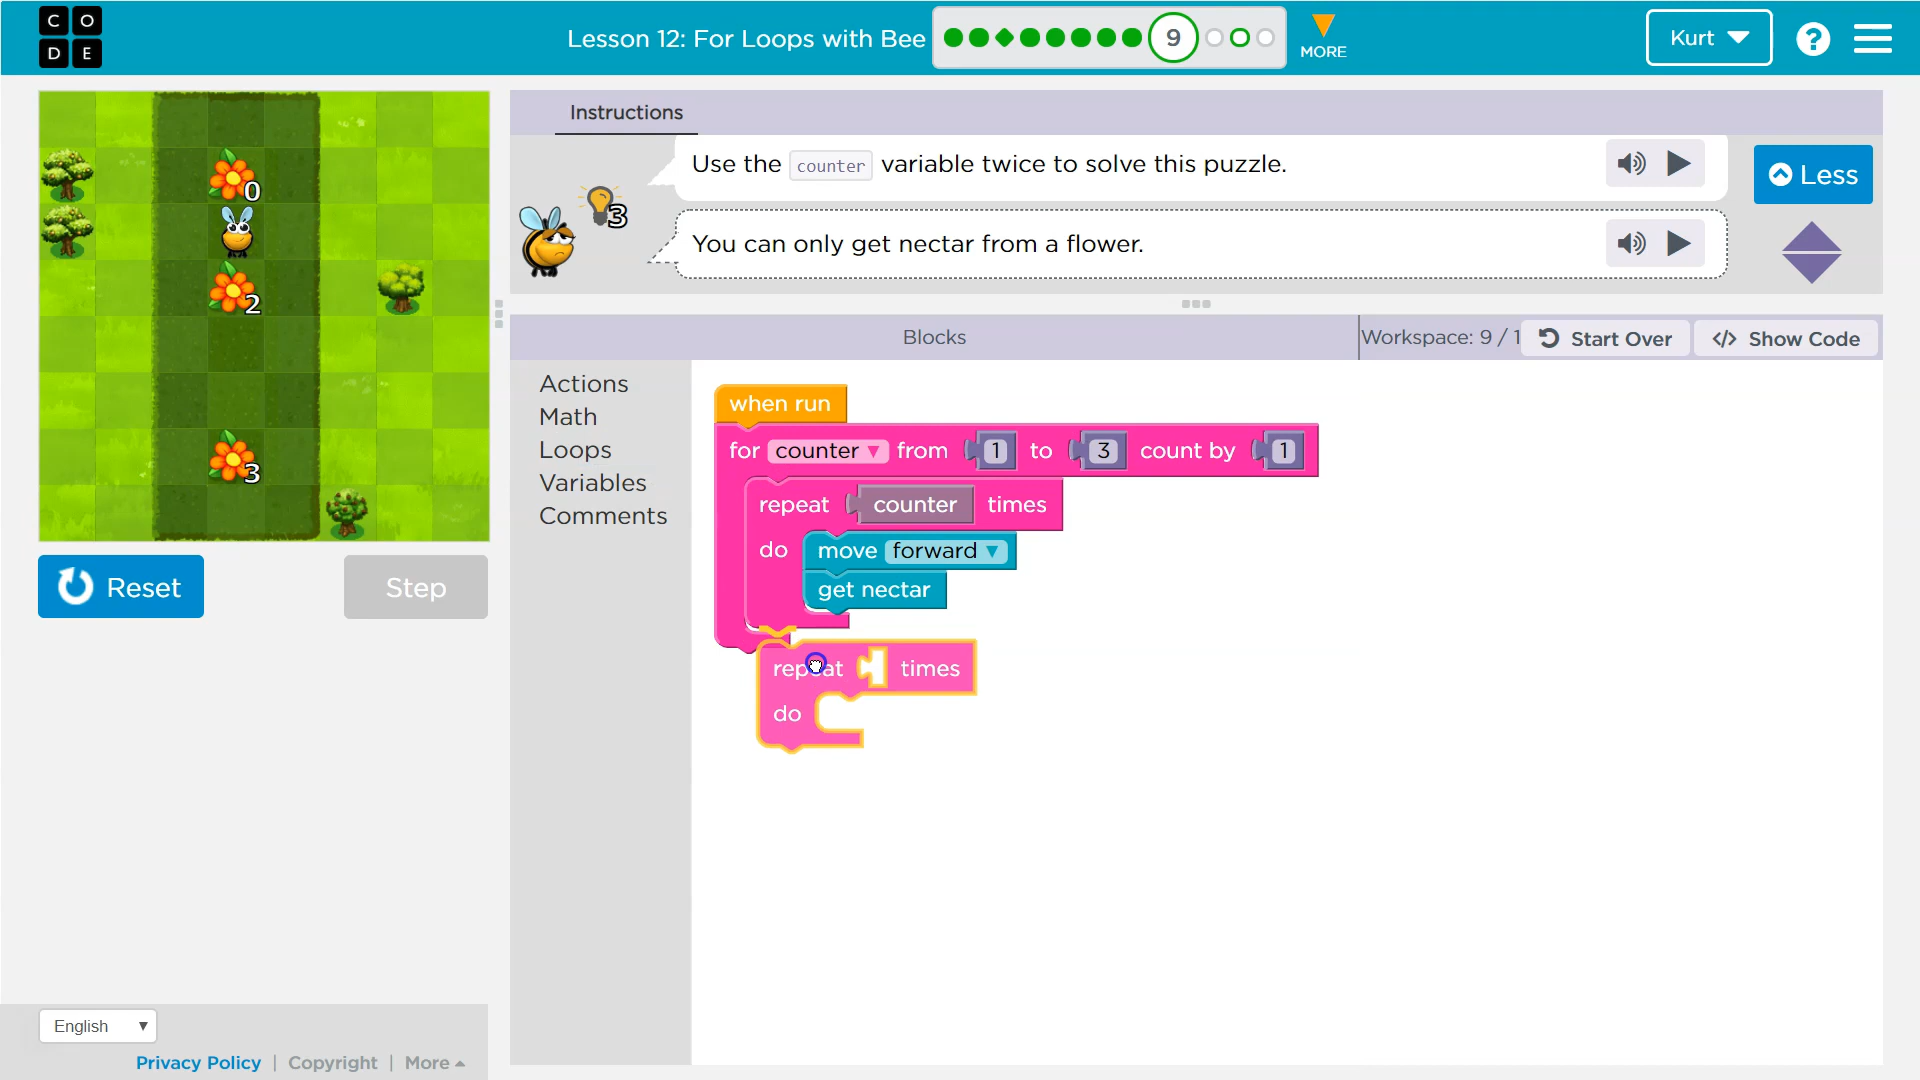 C O
D E
Lesson 12: For Loops with Bee
9
MORE
Kurt
?
Instructions
Use the counter variable twice to solve this puzzle.
Less
3
You can only get nectar from a flower.
0
2
3
Blocks
Workspace: 9 / 1
Start Over
</> Show Code
Actions
Math
Loops
Variables
Comments
when run
for counter from 1 to 3 count by 1
repeat counter times
do move forward
get nectar
repeat times
do
Reset
Step
English
Privacy Policy | Copyright | More